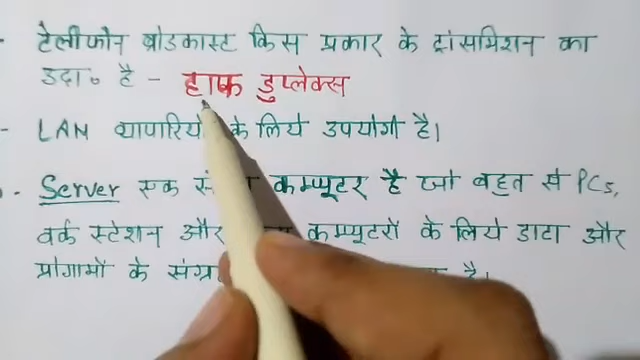 - टेलीफोन ब्रोडकास्ट किस प्रकार के ट्रांसमिशन का
उदा॰ है - हाफ डुप्लेक्स
- LAN व्यापारियों के लिये उपयोगी है।
Server एक कम्प्यूटर है जो बहुत से PCs,
वर्क स्टेशन और कम्प्यूटरों के लिये डाटा और
प्रोगामों के है।